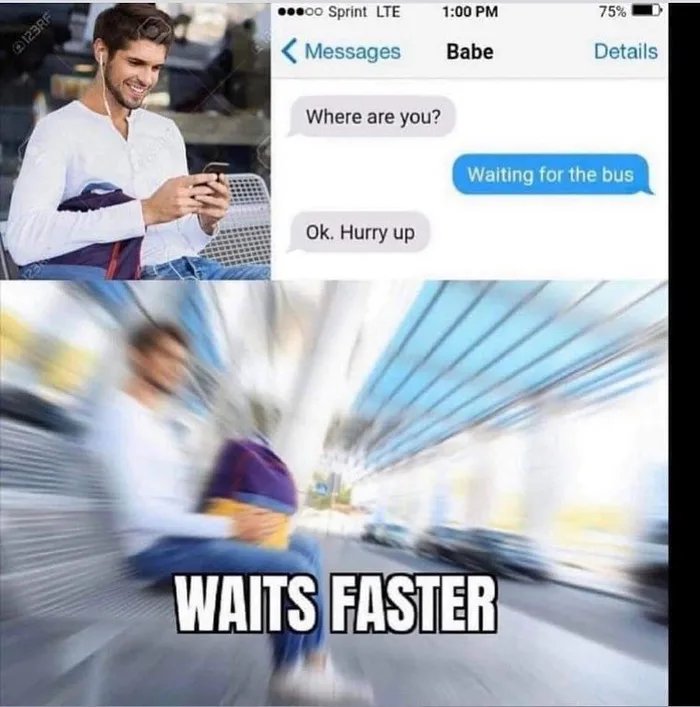 ●●●○○ Sprint LTE 1:00 PM 75%
Messages Babe Details
Where are you?
Waiting for the bus
Ok. Hurry up
WAITS FASTER
123RF